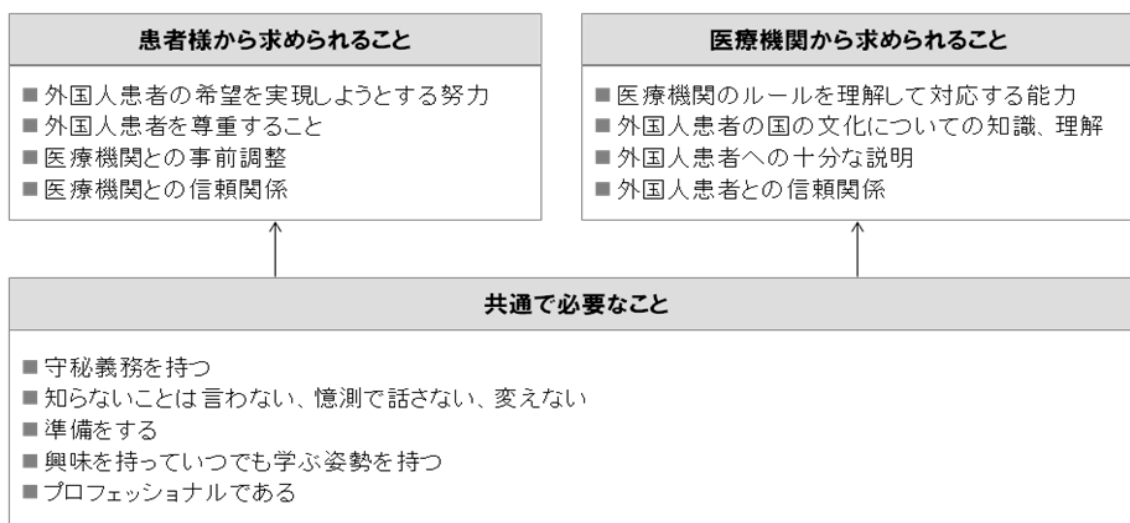 患者様から求められること
■外国人患者の希望を実現しようとする努力
■外国人患者を尊重すること
■医療機関との事前調整
■医療機関との信頼関係
医療機関から求められること
■医療機関のルールを理解して対応する能力
■外国人患者の国の文化についての知識、理解
■外国人患者への十分な説明
■外国人患者との信頼関係
共通で必要なこと
■守秘義務を持つ
■知らないことは言わない、憶測で話さない、変えない
■準備をする
■興味を持っていつでも学ぶ姿勢を持つ
■プロフェッショナルである